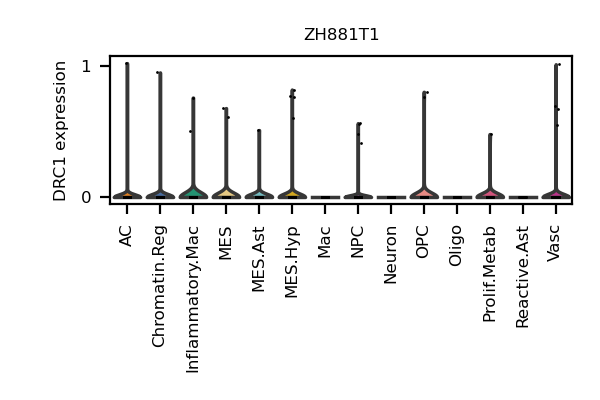 ZH881T1
DRC1 expression
1
0
AC
Chromatin.Reg
Inflammatory.Mac
MES
MES.Ast
MES.Hyp
Mac
NPC
Neuron
OPC
Oligo
Prolif.Metab
Reactive.Ast
Vasc